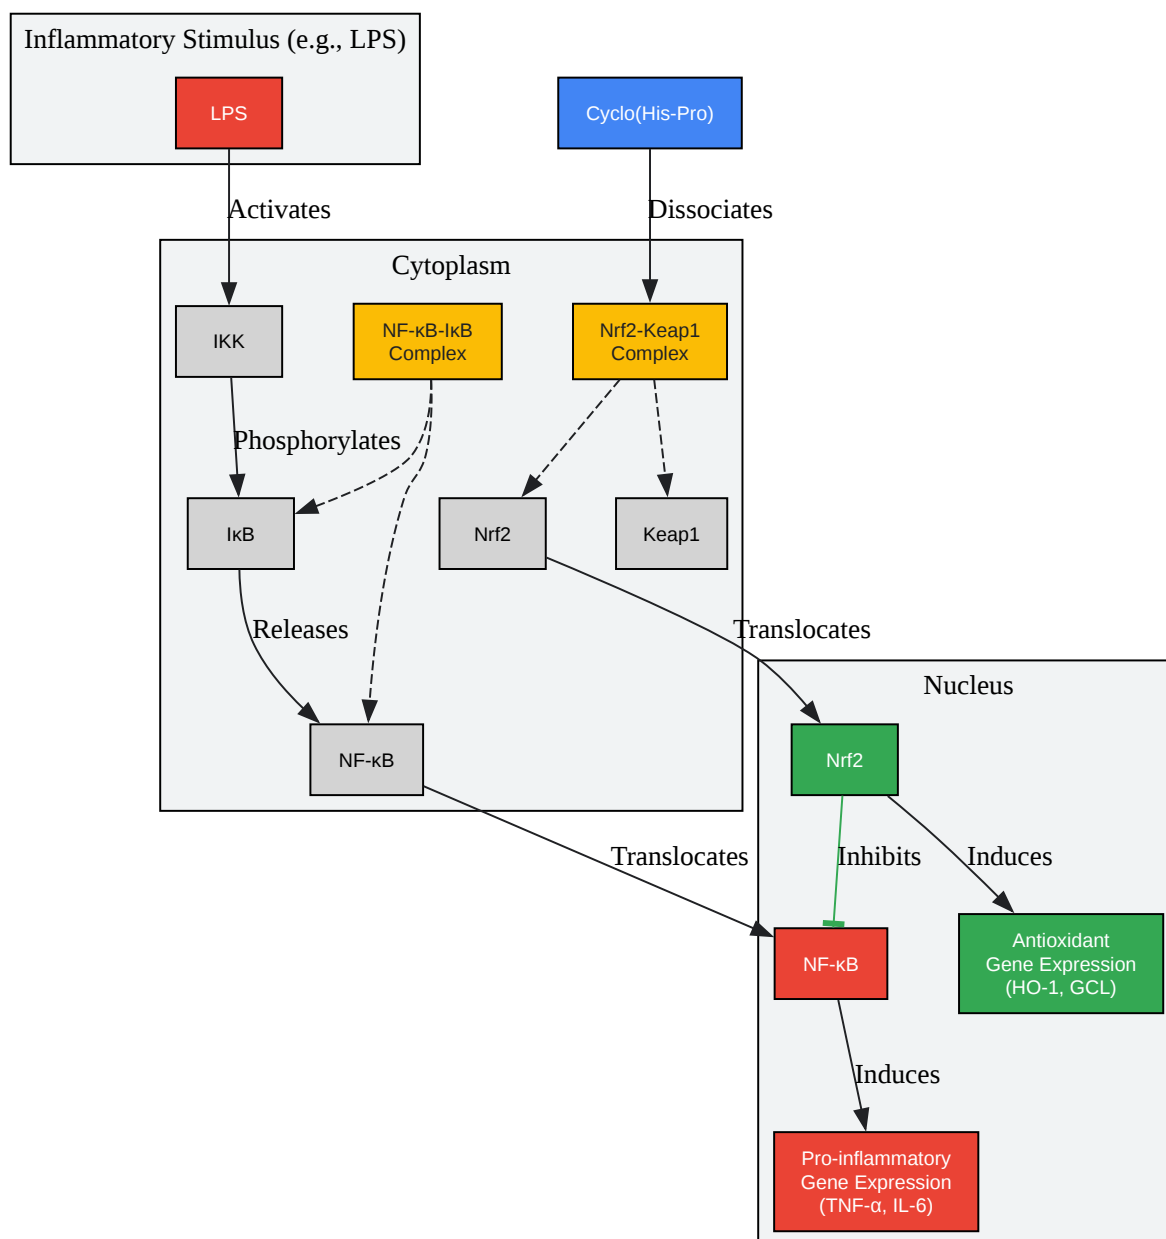 Inflammatory Stimulus (e.g., LPS)
LPS
Cyclo(His-Pro)
Activates
Dissociates
Cytoplasm
IKK
NF-κB-IκB
Complex
Nrf2-Keap1
Complex
Phosphorylates
IκB
Nrf2
Keap1
Releases
Translocates
Nucleus
NF-κB
Nrf2
Translocates
Inhibits
Induces
NF-κB
Antioxidant
Gene Expression
(HO-1, GCL)
Induces
Pro-inflammatory
Gene Expression
(TNF-α, IL-6)